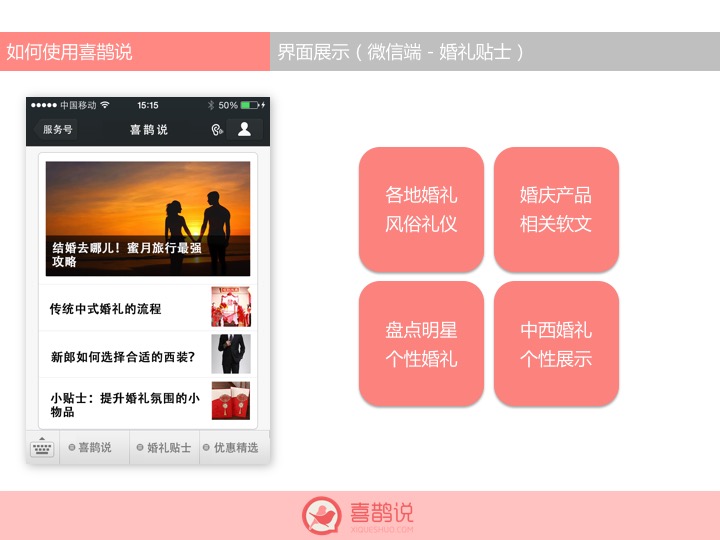 如何使用喜鹊说
界面展示（微信端 - 婚礼贴士）
中国移动 15:15 50%
服务号 喜鹊说
结婚去哪儿！蜜月旅行最强
攻略
传统中式婚礼的流程
新郎如何选择合适的西装？
小贴士：提升婚礼氛围的小
物品
喜鹊说 婚礼贴士 优惠精选
各地婚礼
风俗礼仪
婚庆产品
相关软文
盘点明星
个性婚礼
中西婚礼
个性展示
喜鹊说
XIQUESHUO.COM